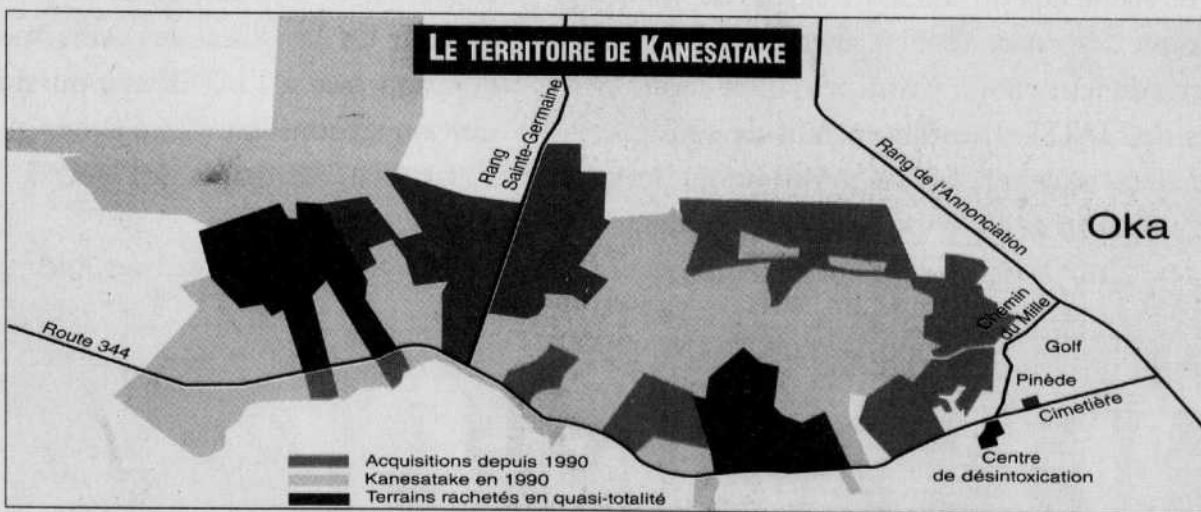 LE TERRITOIRE DE KANESATAKE
Rang
Sainte-Germaine
Rang de l'Annonciation
Oka
Route 344
Chemin
du Mille
Golf
Pinède
Cimetière
Centre
de désintoxication
Acquisitions depuis 1990
Kanesatake en 1990
Terrains rachetés en quasi-totalité